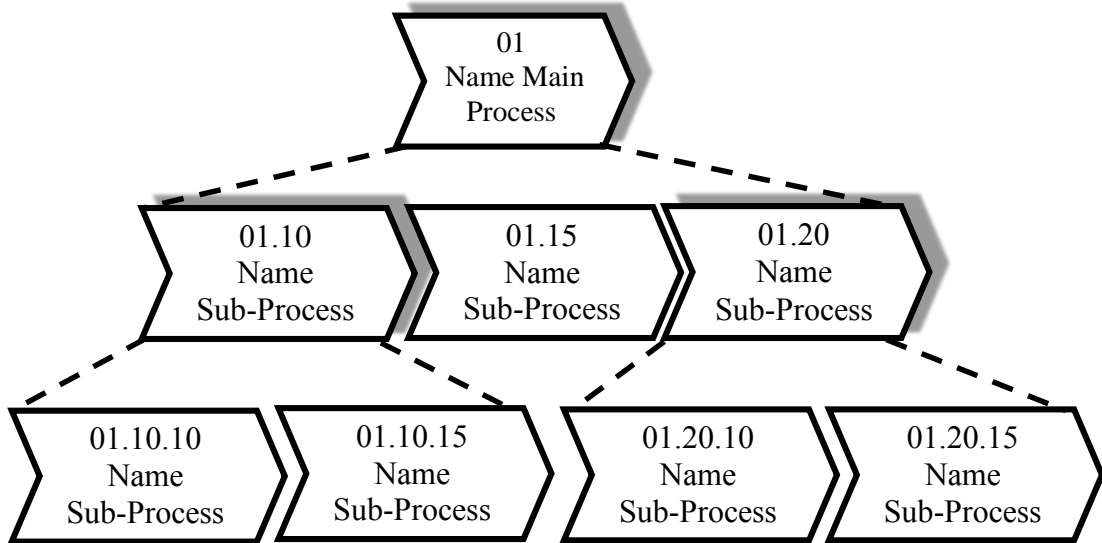 01
Name Main
Process
01.10
Name
Sub-Process
01.15
Name
Sub-Process
01.20
Name
Sub-Process
01.10.10
Name
Sub-Process
01.10.15
Name
Sub-Process
01.20.10
Name
Sub-Process
01.20.15
Name
Sub-Process